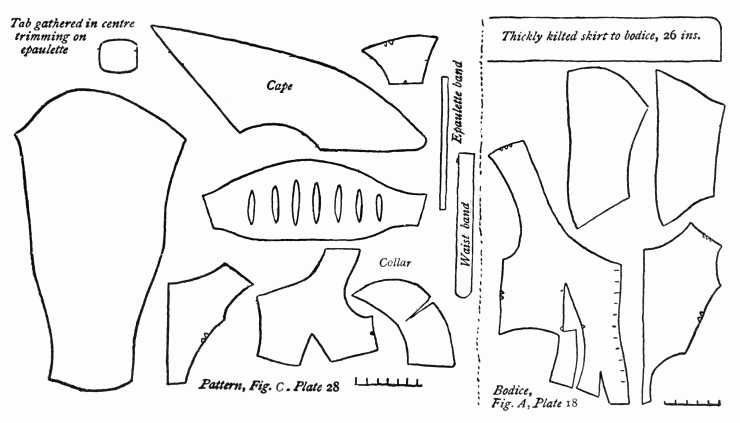 Tab gathered in centre
trimming on
epaulette
Cape
Epaulette band
Waist band
Collar
Pattern, Fig. C. Plate 28
Thickly kilted skirt to bodice, 26 ins.
Bodice,
Fig. A, Plate 18